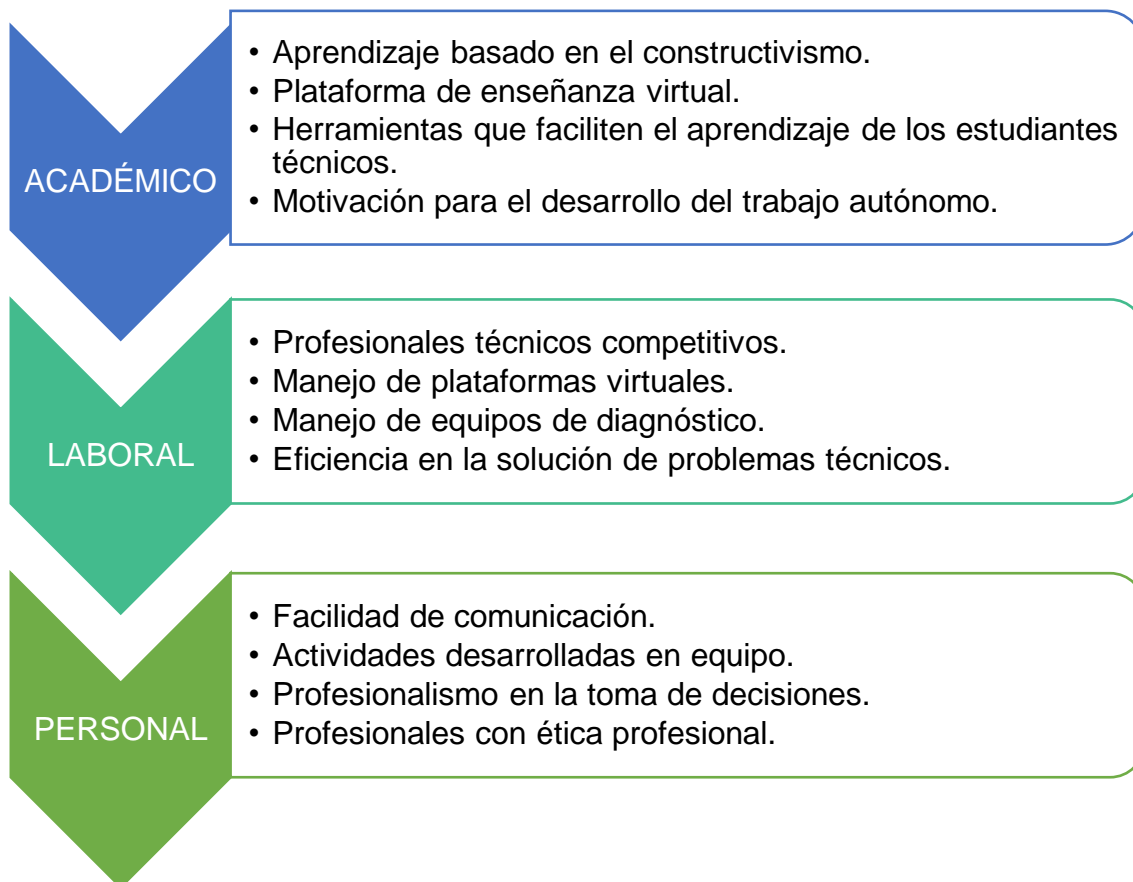 ACADÉMICO
• Aprendizaje basado en el constructivismo.
• Plataforma de enseñanza virtual.
• Herramientas que faciliten el aprendizaje de los estudiantes
técnicos.
• Motivación para el desarrollo del trabajo autónomo.
LABORAL
• Profesionales técnicos competitivos.
• Manejo de plataformas virtuales.
• Manejo de equipos de diagnóstico.
• Eficiencia en la solución de problemas técnicos.
PERSONAL
• Facilidad de comunicación.
• Actividades desarrolladas en equipo.
• Profesionalismo en la toma de decisiones.
• Profesionales con ética profesional.